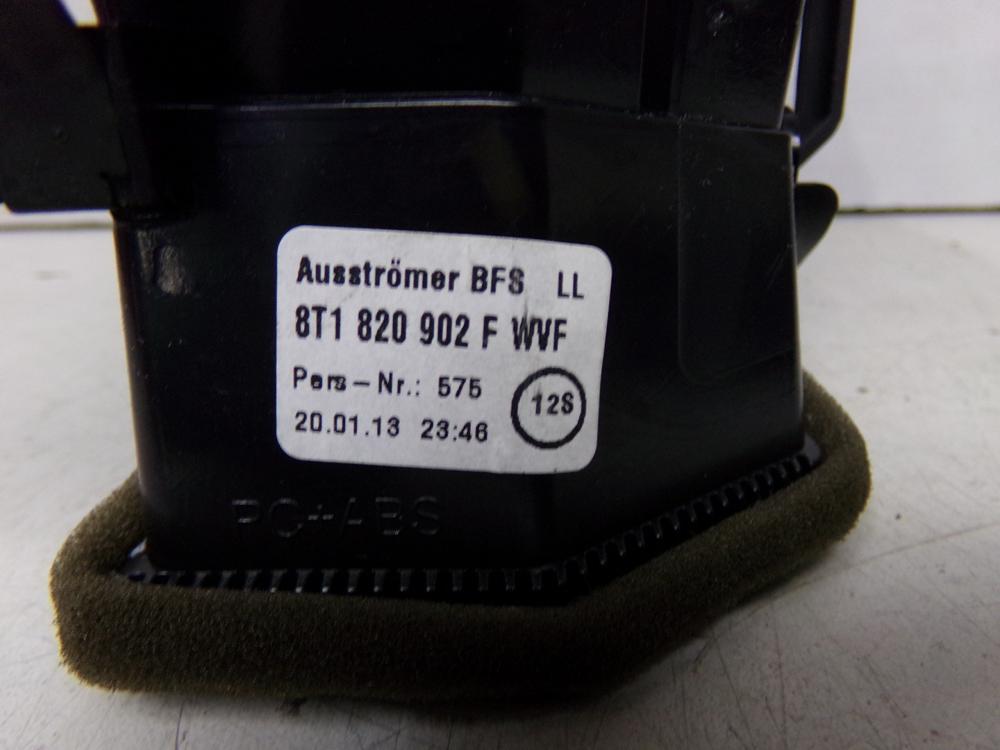 Ausströmer BFS LL
8T1 820 902 F WVF
Pers-Nr.: 575
20.01.13 23:46
12S
PC+ABS